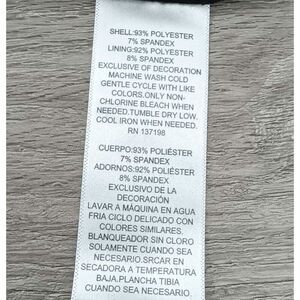 SHELL:93% POLYESTER
7% SPANDEX
LINING:92% POLYESTER
8% SPANDEX
EXCLUSIVE OF DECORATION
MACHINE WASH COLD
GENTLE CYCLE WITH LIKE
COLORS.ONLY NON-
CHLORINE BLEACH WHEN
NEEDED.TUMBLE DRY LOW.
COOL IRON WHEN NEEDED.
RN 137198
CUERPO:93% POLIÉSTER
7% SPANDEX
ADORNOS:92% POLIÉSTER
8% SPANDEX
EXCLUSIVO DE LA
DECORACIÓN
LAVAR A MÁQUINA EN AGUA
FRIA CICLO DELICADO CON
COLORES SIMILARES.
BLANQUEADOR SIN CLORO
SOLAMENTE CUANDO SEA
NECESARIO.SRCAR EN
SECADORA A TEMPERATURA
BAJA.PLANCHA TIBIA
CUANDO SEA NECESARIO.